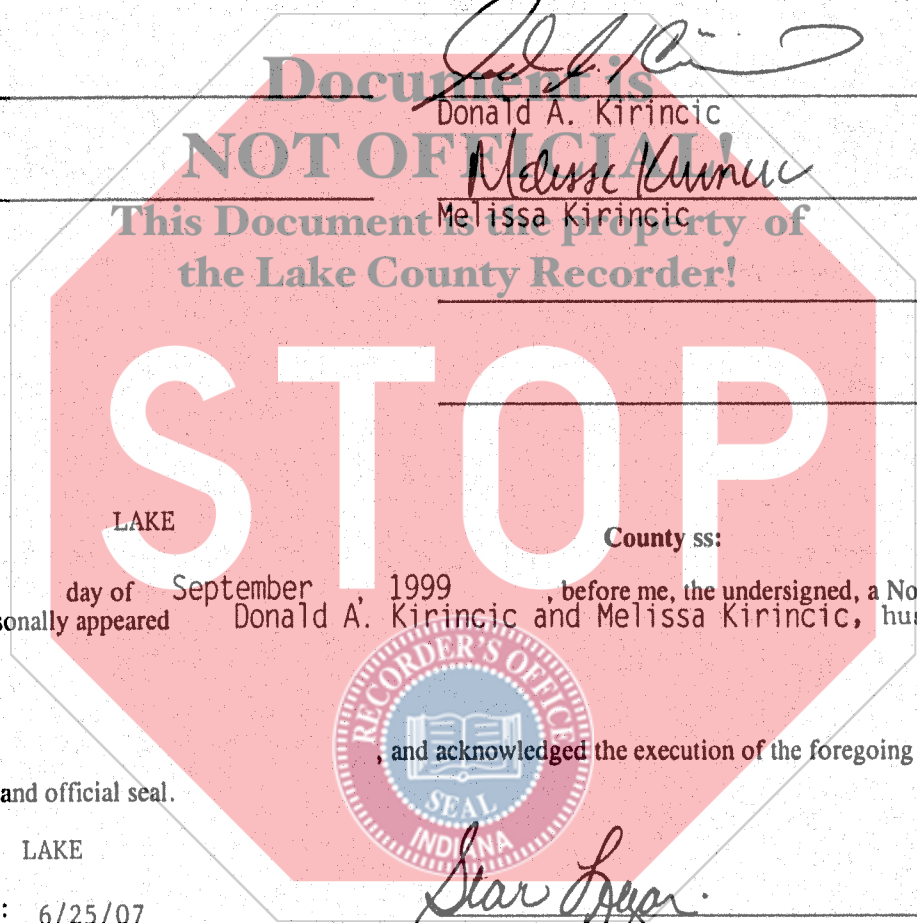 Document is
Donald A. Kirincic
NOT OFFICIAL!
Melissa Kirincic
This Document is the property of
Melissa Kirincic
the Lake County Recorder!
STOP
LAKE
County ss:
day of September , 1999 , before me, the undersigned, a No
sonally appeared Donald A. Kirincic and Melissa Kirincic, hus
RECORDER'S OFFICE
, and acknowledged the execution of the foregoing
and official seal.
SEAL
INDIANA
LAKE
: 6/25/07